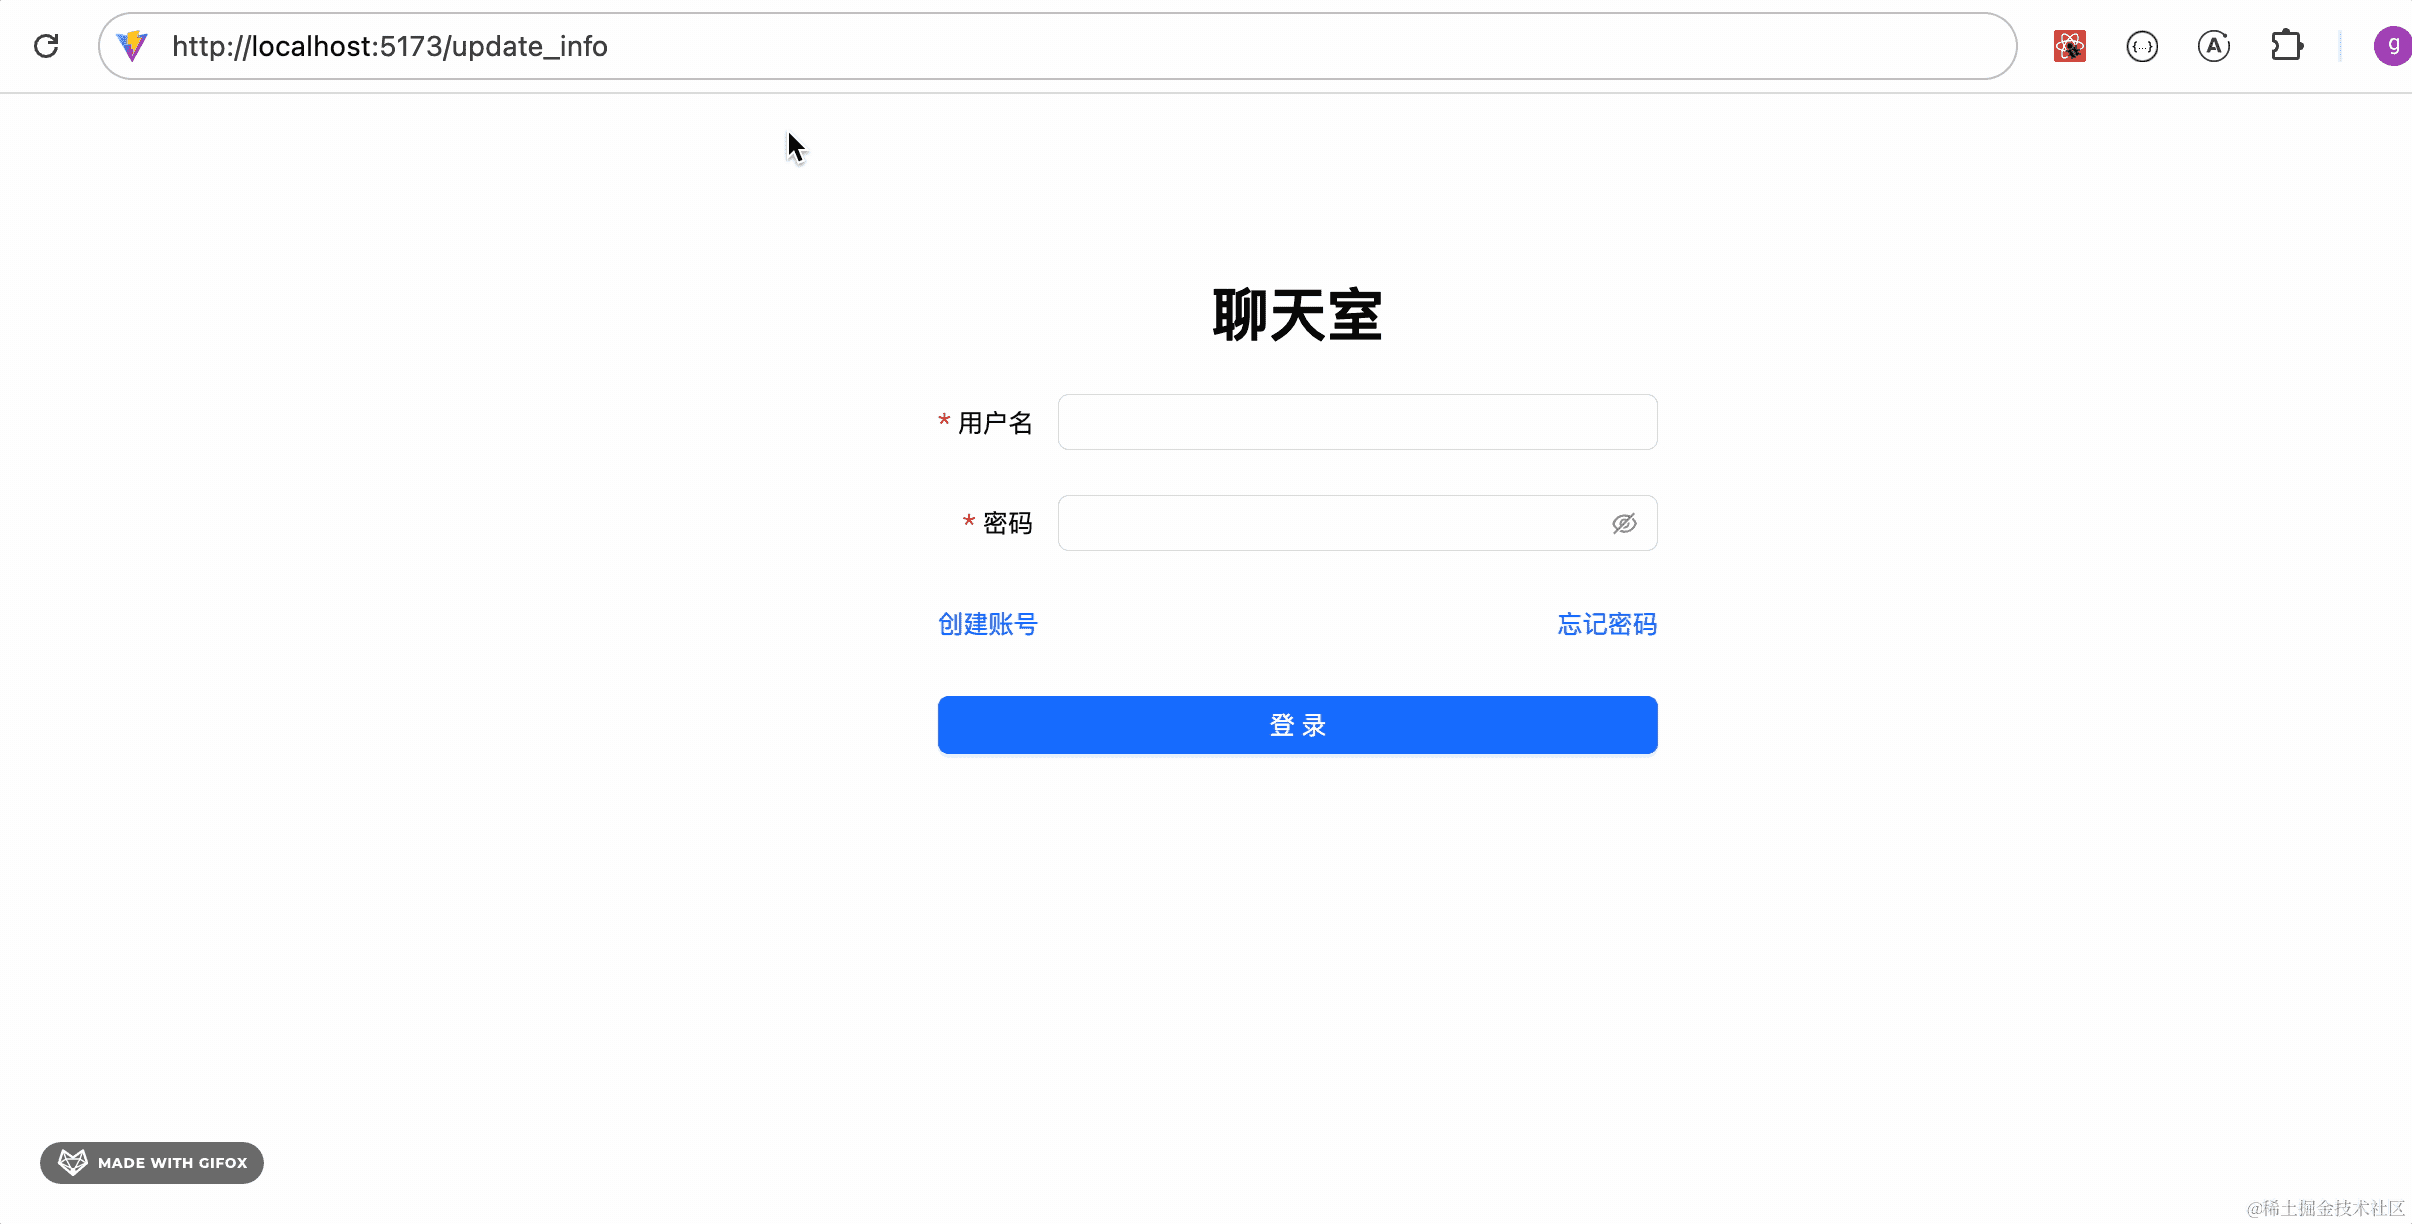 http://localhost:5173/update_info
{...}
A
g
聊天室
* 用户名
* 密码
创建账号
忘记密码
登 录
MADE WITH GIFOX
@稀土掘金技术社区